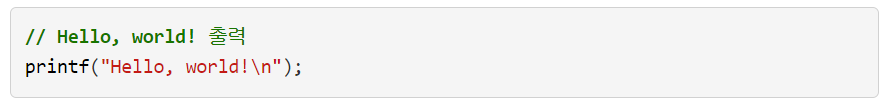 // Hello, world! 출력
printf("Hello, world!\n");